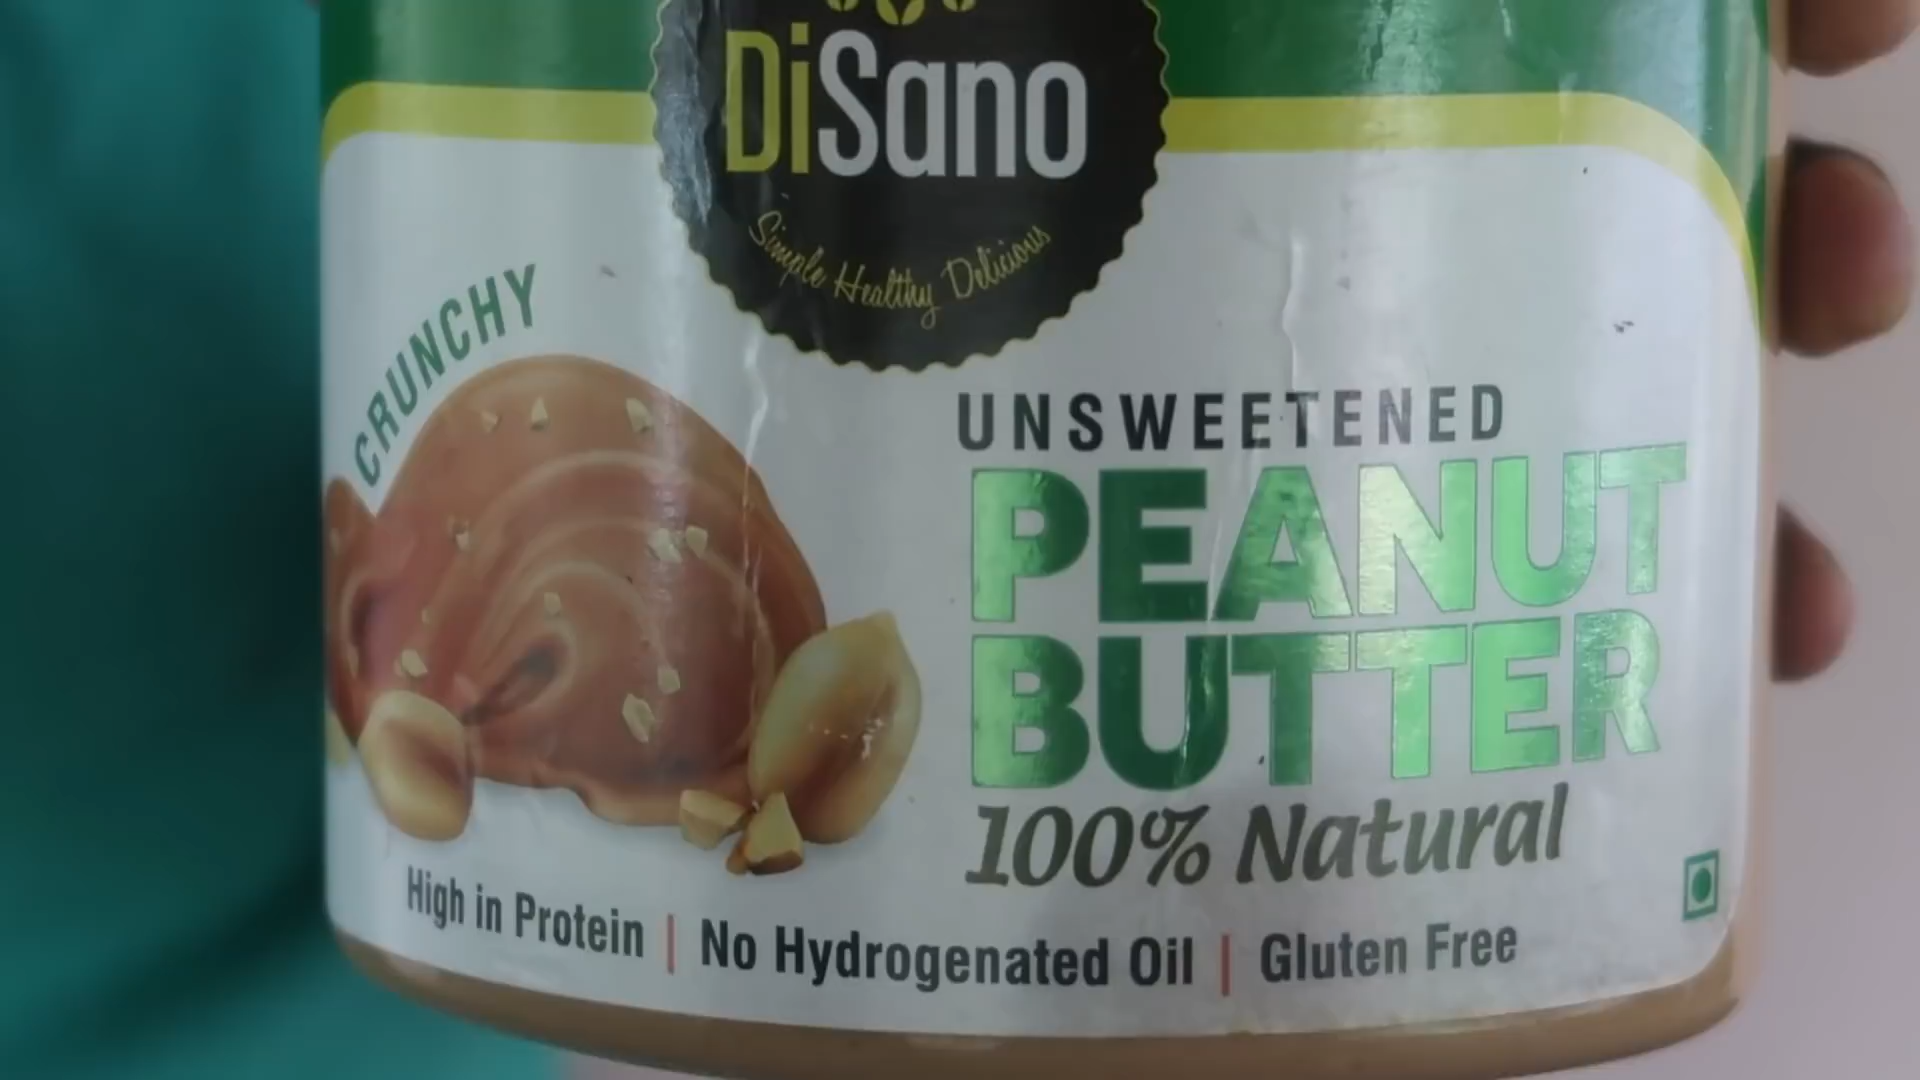 DiSano
Simple Healthy Delicious
CRUNCHY
UNSWEETENED
PEANUT
BUTTER
100% Natural
High in Protein | No Hydrogenated Oil | Gluten Free